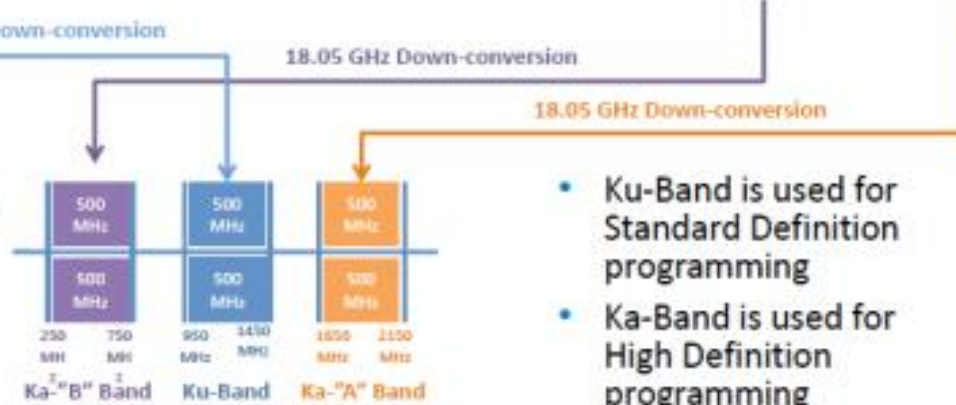 own-conversion
18.05 GHz Down-conversion
18.05 GHz Down-conversion
500
MHz
500
MHz
500
MHz
500
MHz
500
MHz
500
MHz
250
MH
z
750
MH
z
950
MHz
1450
MHz
1650
MHz
2150
MHz
Ka-"B" Band
Ku-Band
Ka-"A" Band
• Ku-Band is used for
Standard Definition
programming
• Ka-Band is used for
High Definition
programming